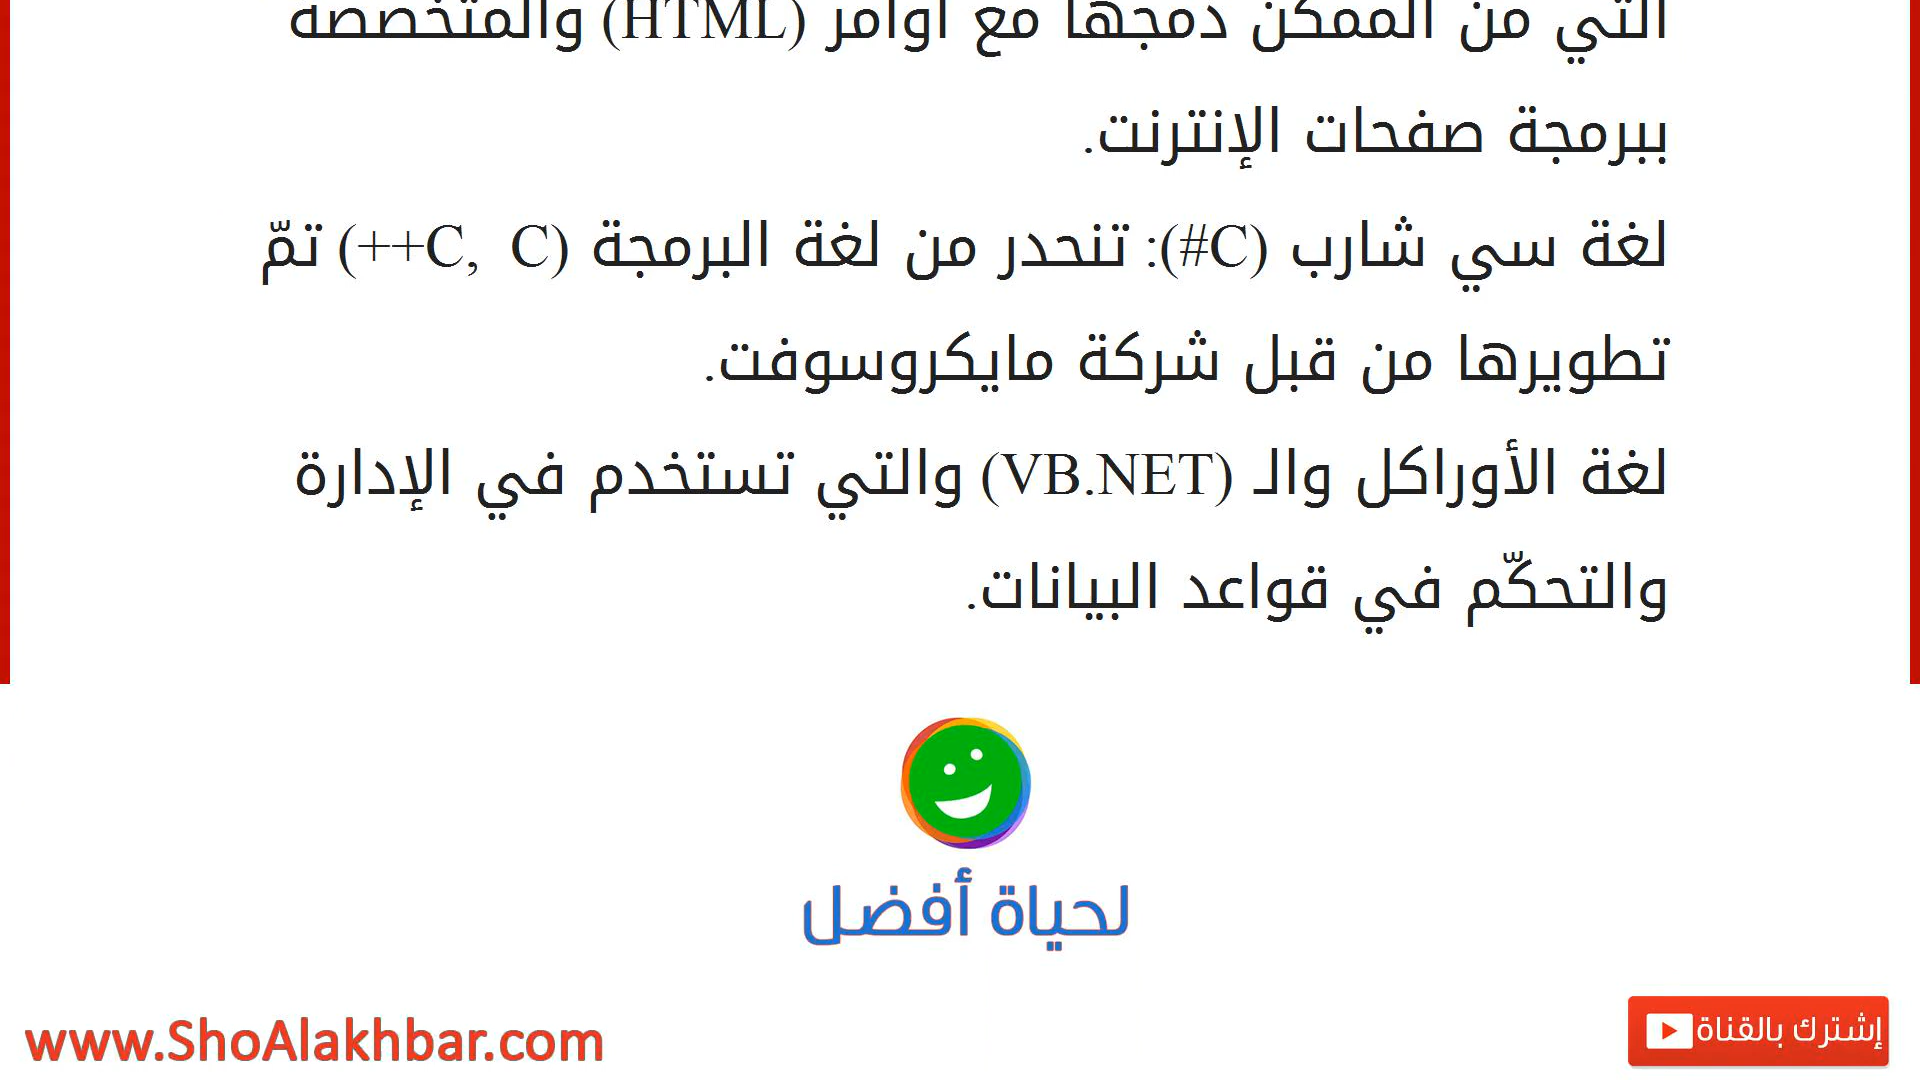 التي من الممكن دمجها مع أوامر (HTML) والمتخصصة
ببرمجة صفحات الإنترنت.
لغة سي شارب (C#): تنحدر من لغة البرمجة (C, C++) تمّ
تطويرها من قبل شركة مايكروسوفت.
لغة الأوراكل والـ (VB.NET) والتي تستخدم في الإدارة
والتحكّم في قواعد البيانات.
لحياة أفضل
www.ShoAlakhbar.com
إشترك بالقناة